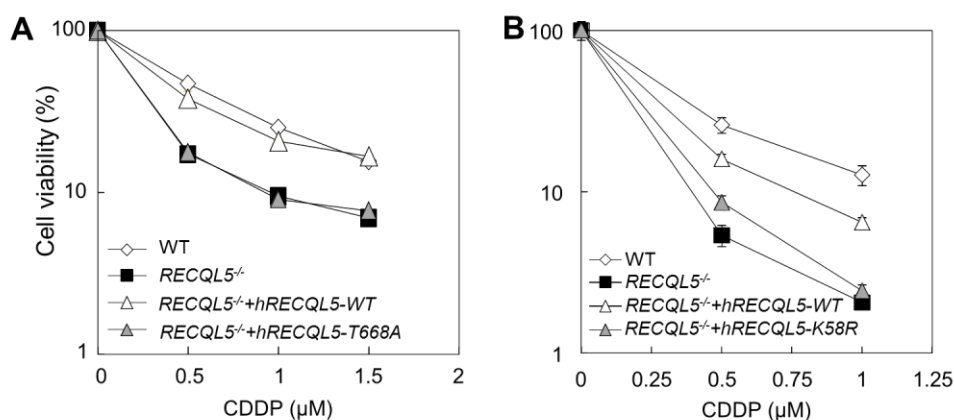 A
B
Cell viability (%)
100
10
1
WT
RECQL5-/-
RECQL5-/-+hRECQL5-WT
RECQL5-/-+hRECQL5-T668A
0 0.5 1 1.5 2
CDDP (μM)
100
10
1
WT
RECQL5-/-
RECQL5-/-+hRECQL5-WT
RECQL5-/-+hRECQL5-K58R
0 0.25 0.5 0.75 1 1.25
CDDP (μM)